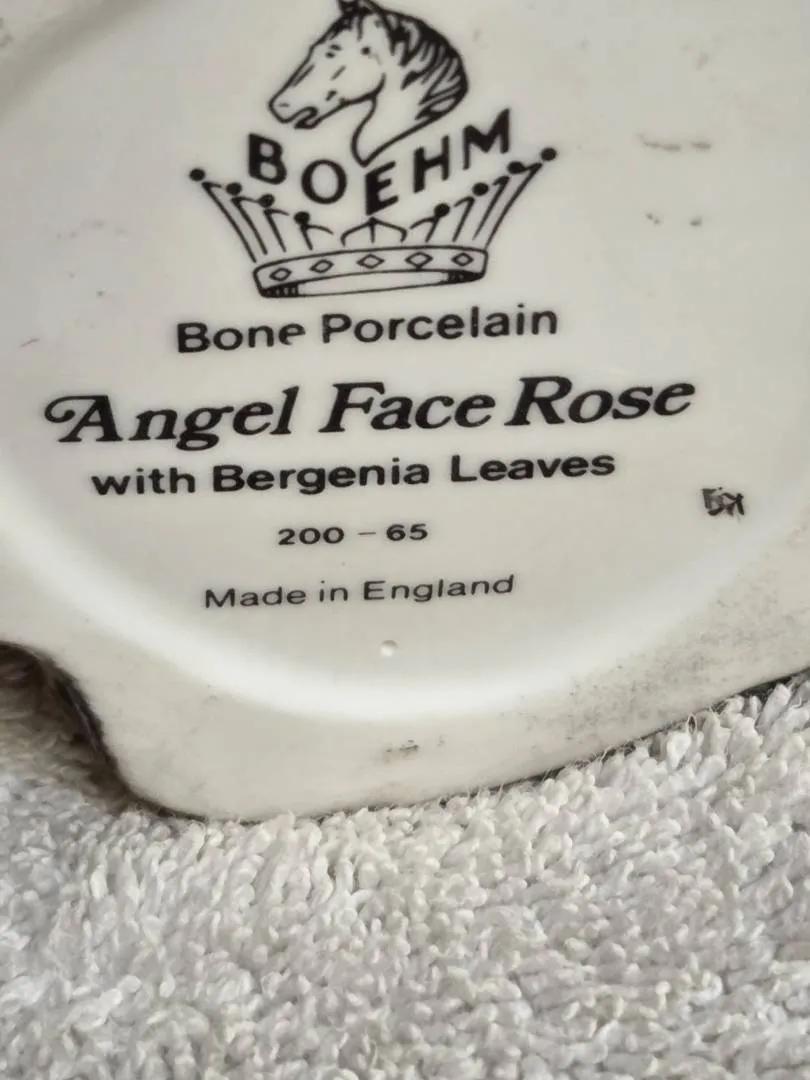 BOEHM
Bone Porcelain
Angel Face Rose
with Bergenia Leaves
200 - 65
Made in England